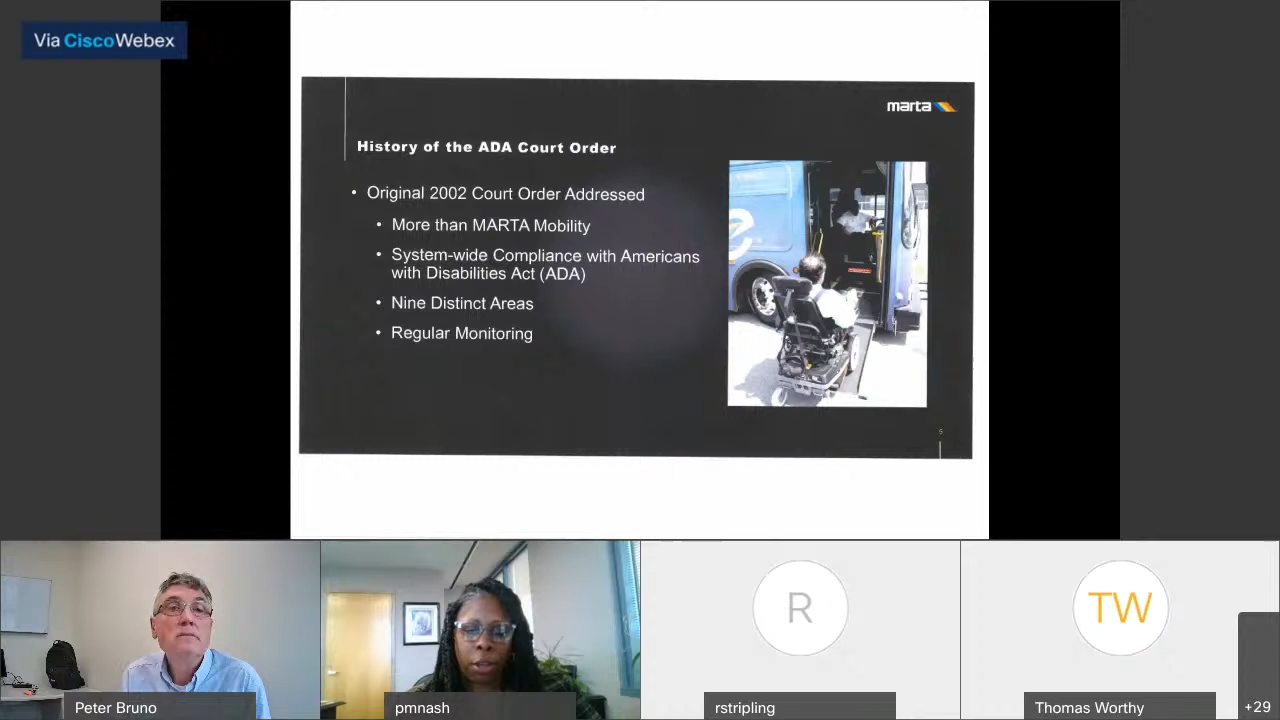 Via CiscoWebex
marta
History of the ADA Court Order
• Original 2002 Court Order Addressed
• More than MARTA Mobility
• System-wide Compliance with Americans
with Disabilities Act (ADA)
• Nine Distinct Areas
• Regular Monitoring
5
R
TW
Peter Bruno
pmnash
rstripling
Thomas Worthy
+29